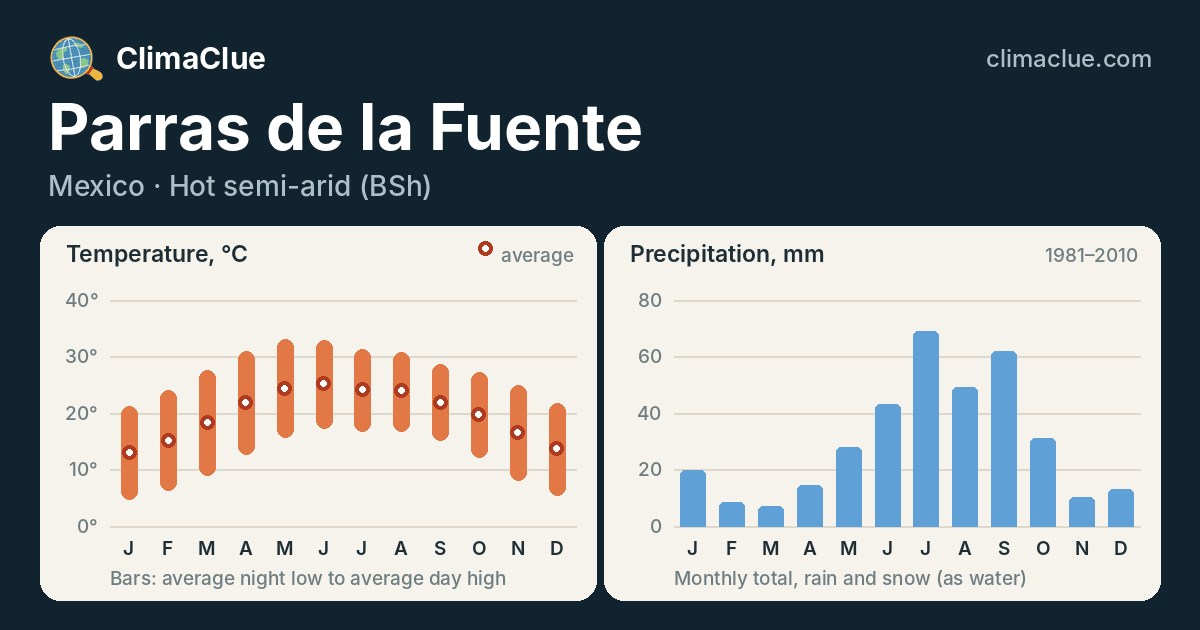 ClimaClue
climaclue.com
Parras de la Fuente
Mexico · Hot semi-arid (BSh)
Temperature, °C
average
40°
30°
20°
10°
0°
J F M A M J J A S O N D
Bars: average night low to average day high
Precipitation, mm
1981–2010
80
60
40
20
0
J F M A M J J A S O N D
Monthly total, rain and snow (as water)